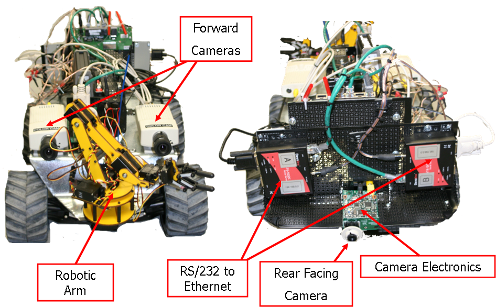 Forward
Cameras
A
B
Robotic
Arm
RS/232 to
Ethernet
Rear Facing
Camera
Camera Electronics